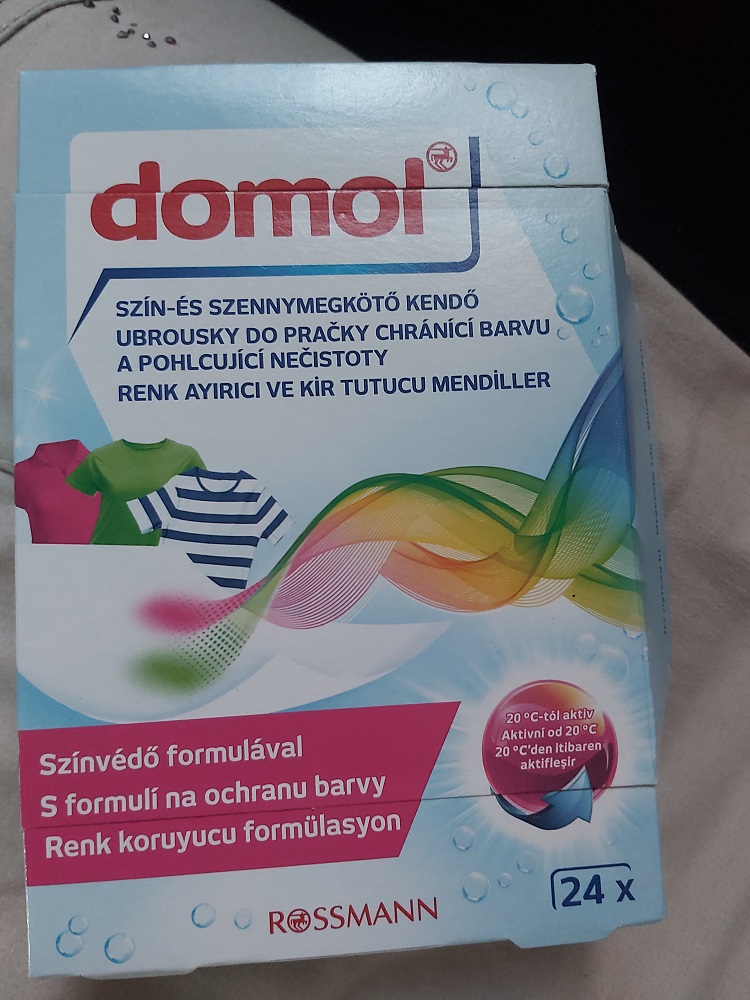 domol
SZÍN-ÉS SZENNYMEGKÖTŐ KENDŐ
UBROUSKY DO PRAČKY CHRÁNÍCÍ BARVU
A POHLCUJÍCÍ NEČISTOTY
RENK AYIRICI VE KİR TUTUCU MENDİLLER
20 °C-tól aktiv
Aktivní od 20 °C
20 °C'den itibaren
aktifleşir
Színvédő formulával
S formulí na ochranu barvy
Renk koruyucu formülasyon
24 x
ROSSMANN